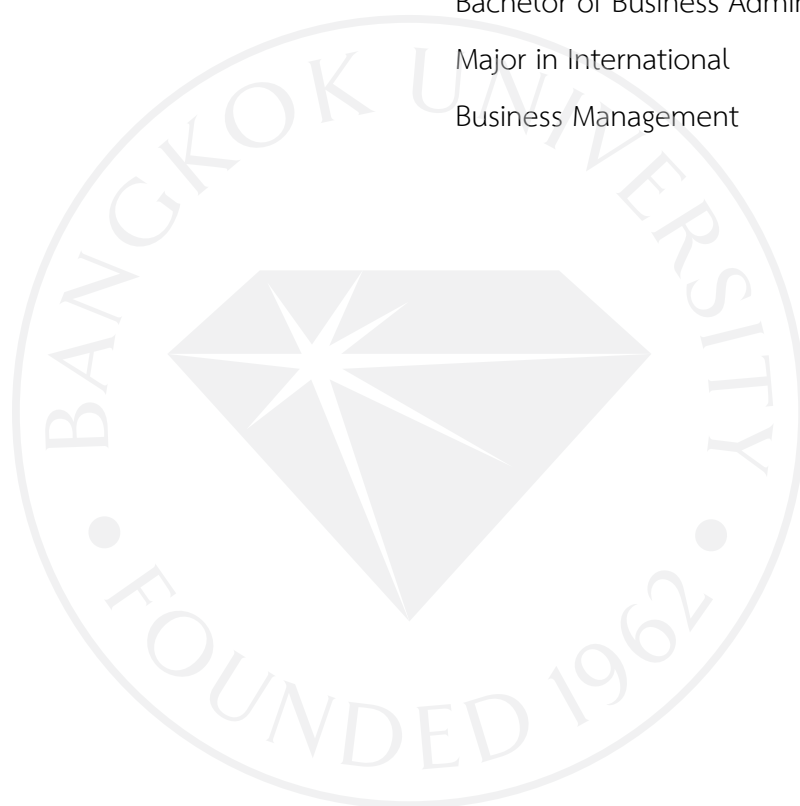 Bachelor of Business Admin
Major in International
Business Management
BANGKOK UNIVERSITY
FOUNDED 1962